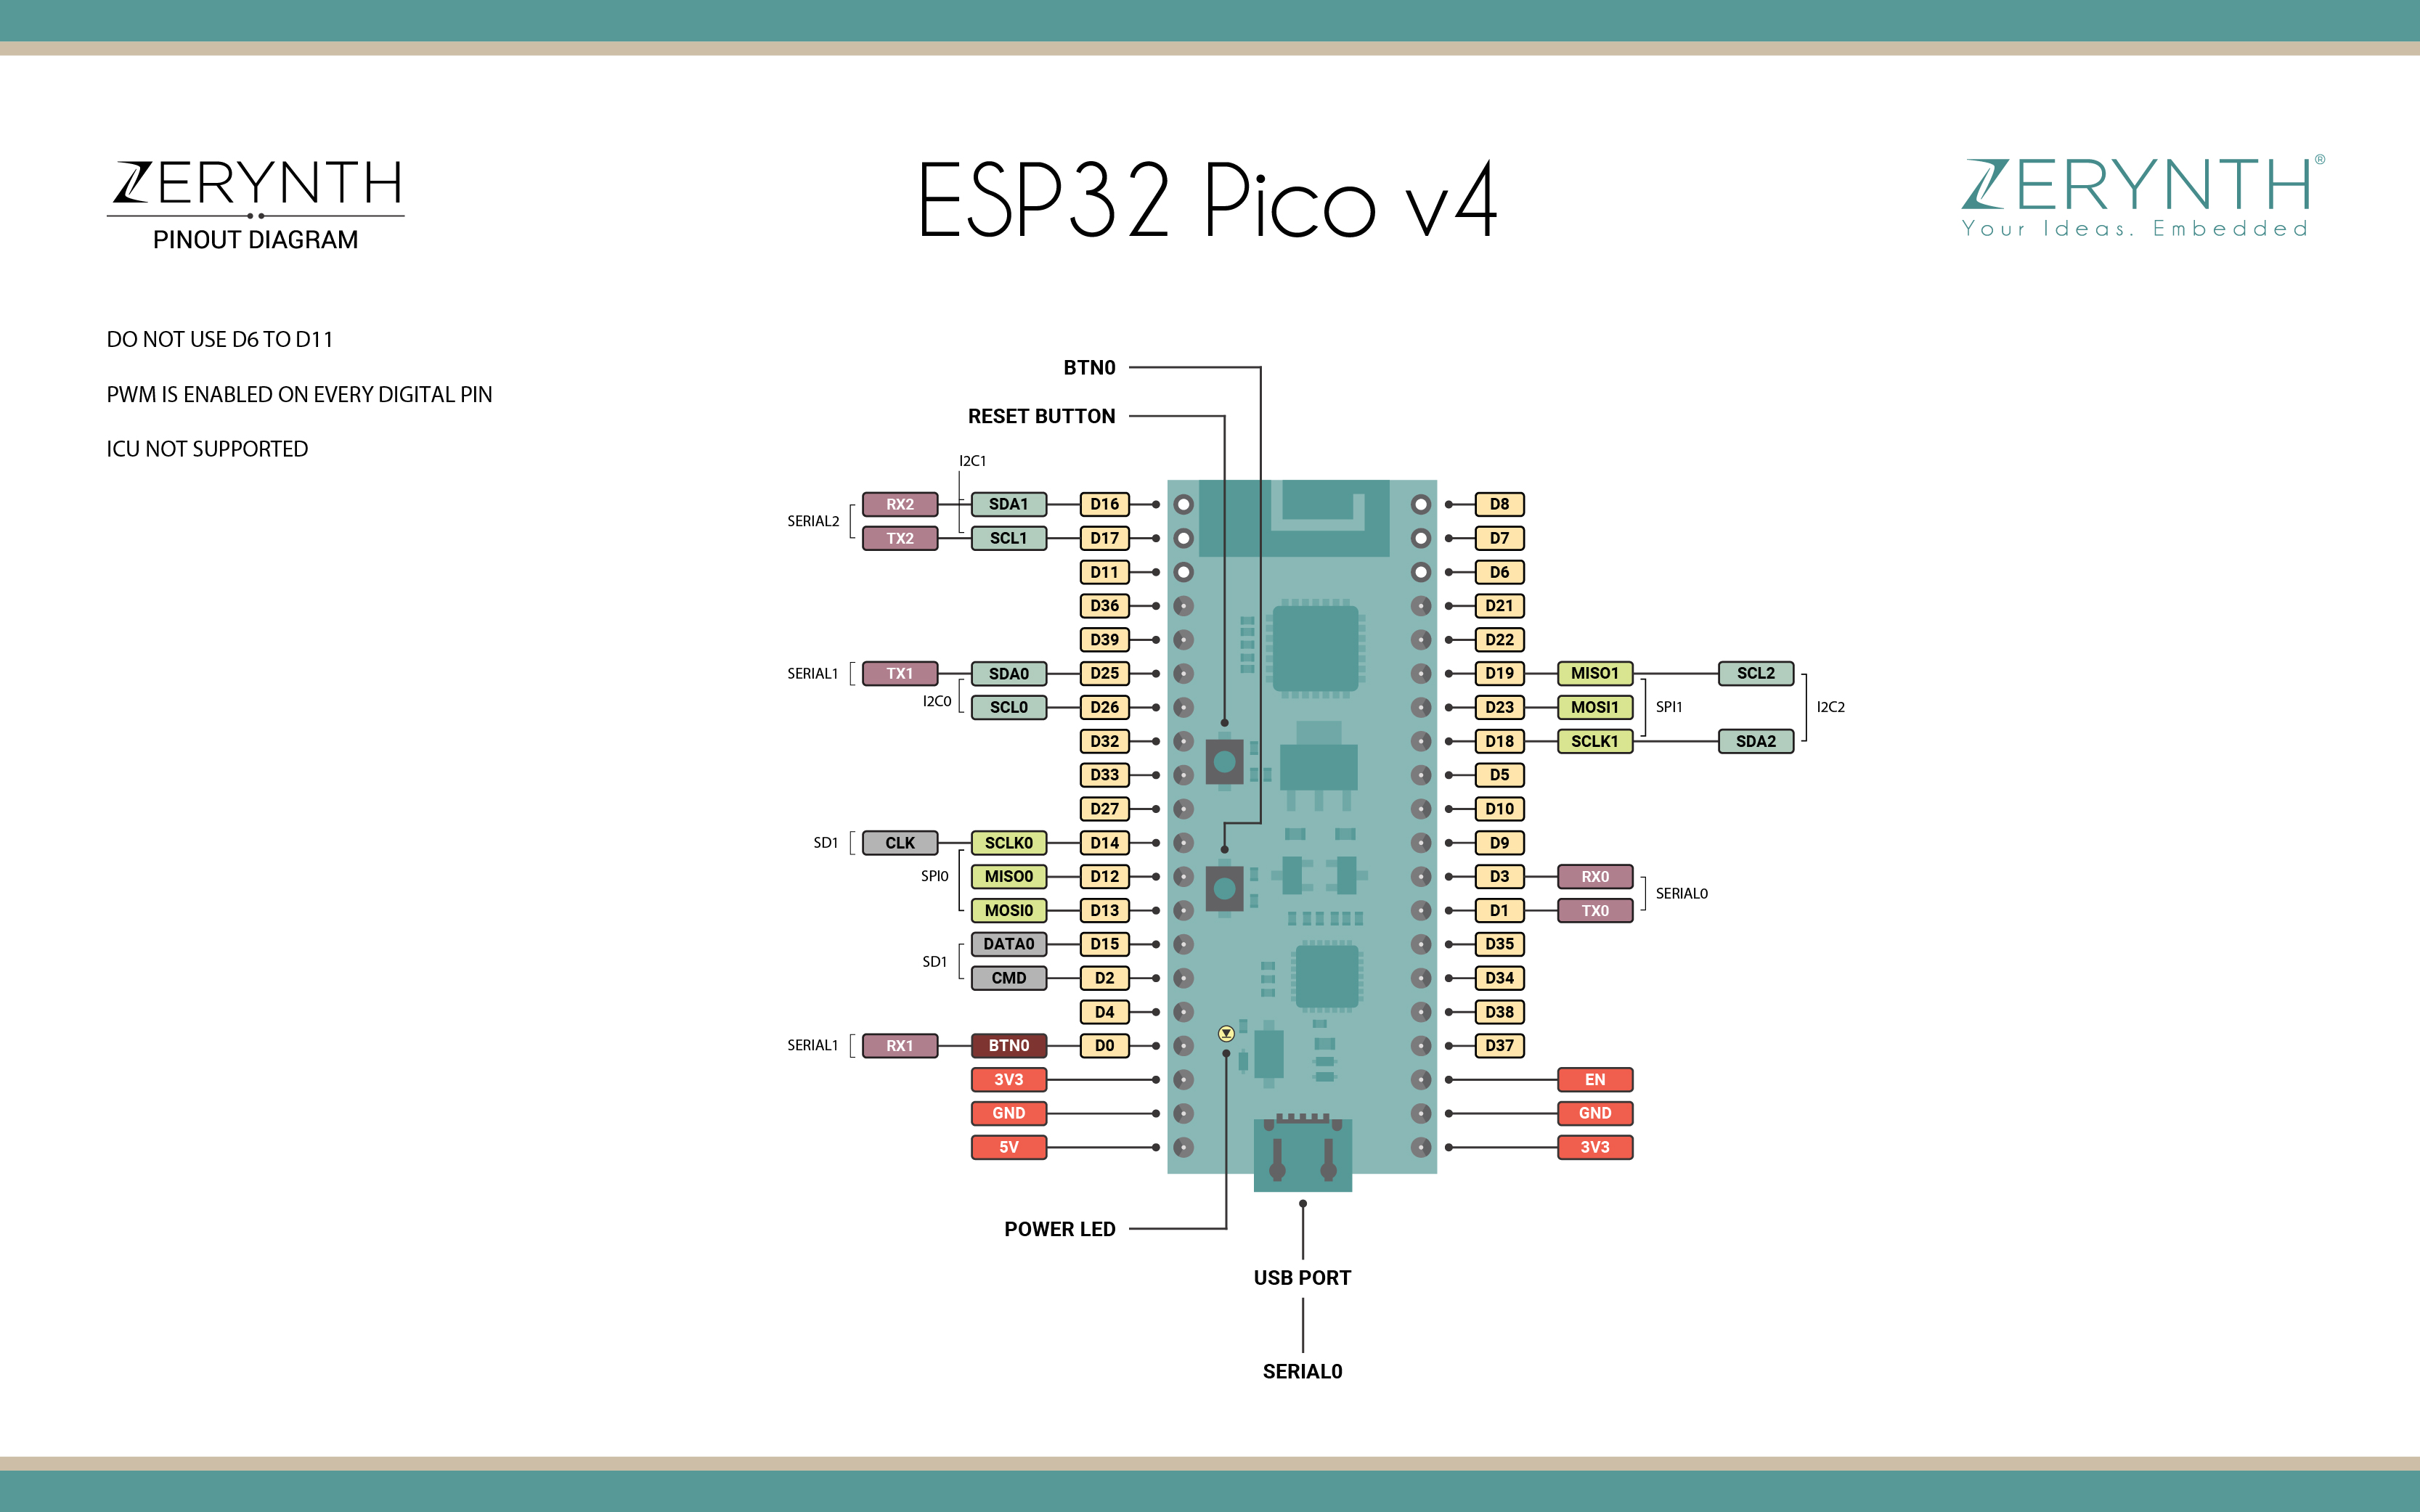 ZERYNTH
PINOUT DIAGRAM
ESP32 Pico v4
ZERYNTH®
Your Ideas. Embedded
DO NOT USE D6 TO D11
PWM IS ENABLED ON EVERY DIGITAL PIN
ICU NOT SUPPORTED
BTN0
RESET BUTTON
I2C1
SERIAL2
RX2 SDA1 D16
TX2 SCL1 D17
D11
D36
D39
SERIAL1 TX1 SDA0 D25
I2C0 SCL0 D26
D32
D33
D27
SD1 CLK SCLK0 D14
SPI0 MISO0 D12
MOSI0 D13
DATA0 D15
SD1
CMD D2
D4
SERIAL1 RX1 BTN0 D0
3V3
GND
5V
D8
D7
D6
D21
D22
D19 MISO1 SCL2
D23 MOSI1 SPI1 I2C2
D18 SCLK1 SDA2
D5
D10
D9
D3 RX0
SERIAL0
D1 TX0
D35
D34
D38
D37
EN
GND
3V3
POWER LED
USB PORT
SERIAL0